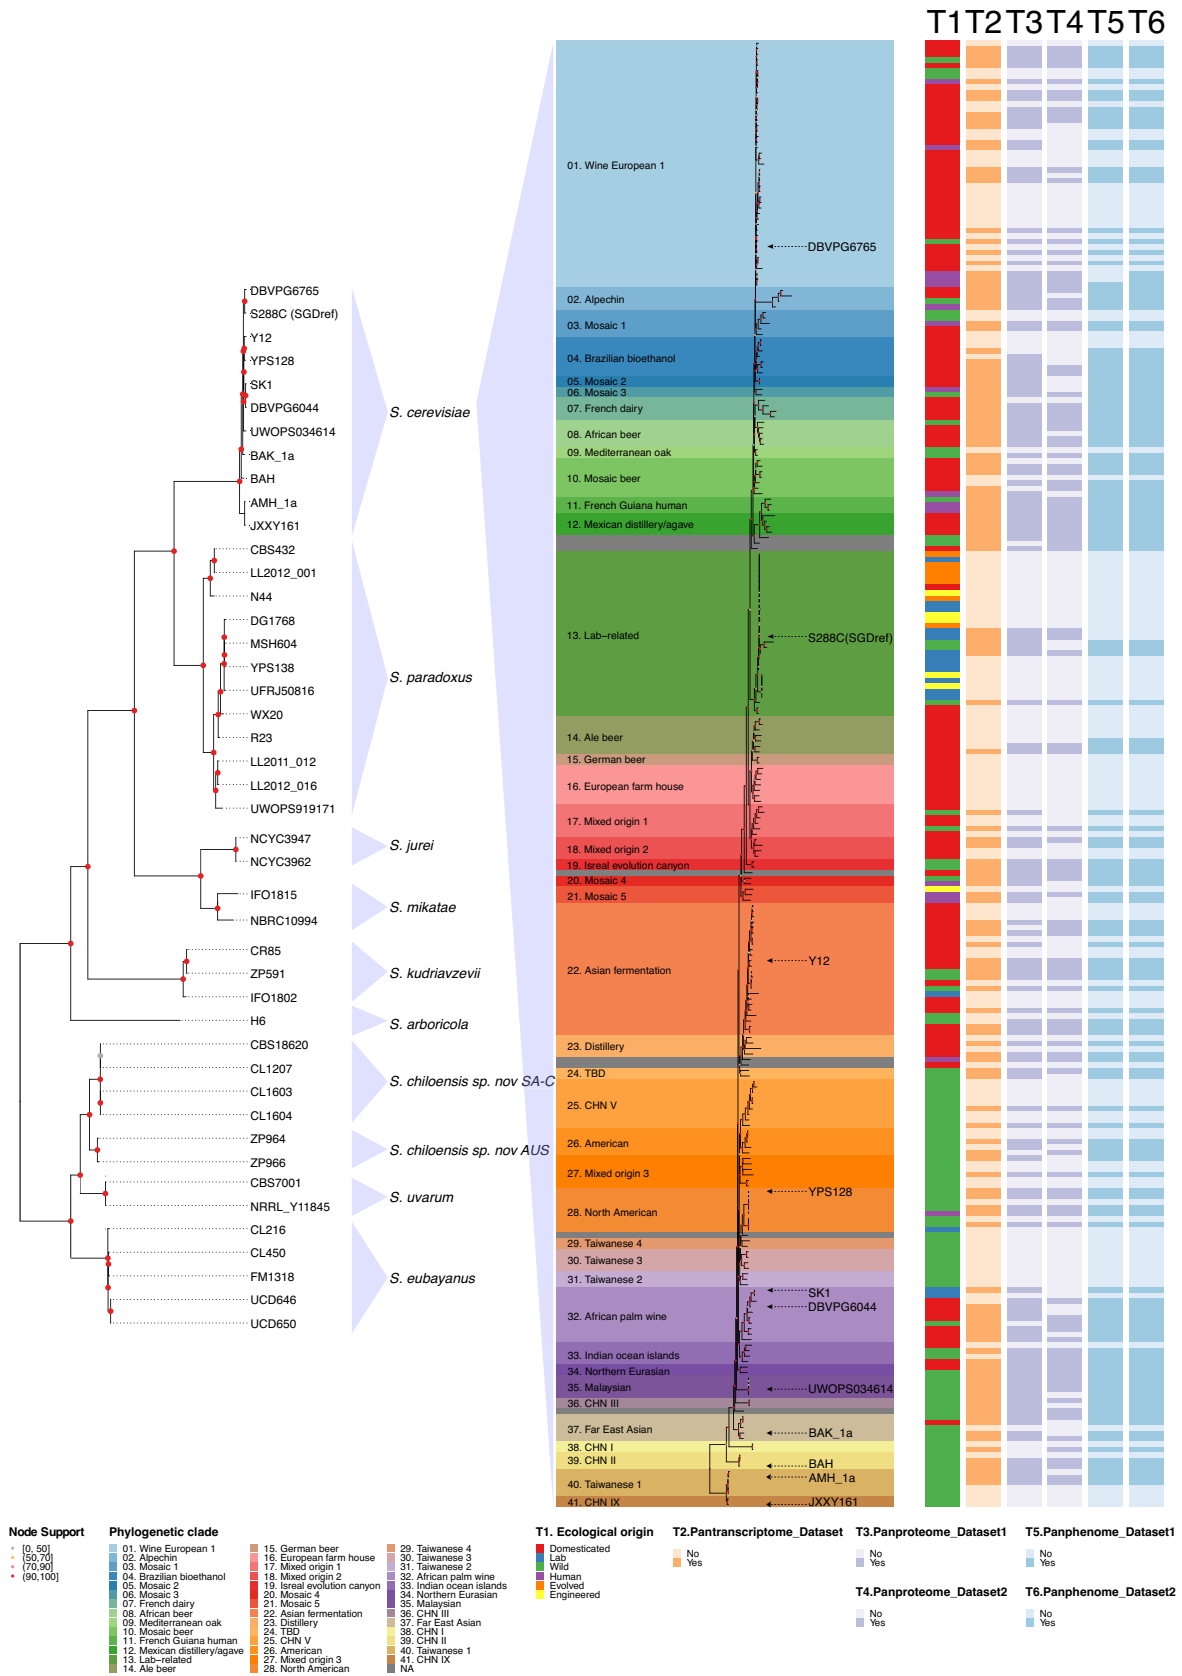 T1 T2 T3 T4 T5 T6
DBVPG6765
S288C (SGDref)
Y12
YPS128
SK1
DBVPG6044
UWOPS034614
BAK_1a
BAH
AMH_1a
JXXY161
CBS432
LL2012_001
N44
DG1768
MSH604
YPS138
UFRJ50816
WX20
R23
LL2011_012
LL2012_016
UWOPS919171
NCYC3947
NCYC3962
IFO1815
NBRC10994
CR85
ZP591
IFO1802
H6
CBS18620
CL1207
CL1603
CL1604
ZP964
ZP966
CBS7001
NRRL_Y11845
CL216
CL450
FM1318
UCD646
UCD650
S. cerevisiae
S. paradoxus
S. jurei
S. mikatae
S. kudriavzevii
S. arboricola
S. chiloensis sp. nov SA-C
S. chiloensis sp. nov AUS
S. uvarum
S. eubayanus
01. Wine European 1
02. Alpechin
03. Mosaic 1
04. Brazilian bioethanol
05. Mosaic 2
06. Mosaic 3
07. French dairy
08. African beer
09. Mediterranean oak
10. Mosaic beer
11. French Guiana human
12. Mexican distillery/agave
13. Lab-related
14. Ale beer
15. German beer
16. European farm house
17. Mixed origin 1
18. Mixed origin 2
19. Isreal evolution canyon
20. Mosaic 4
21. Mosaic 5
22. Asian fermentation
23. Distillery
24. TBD
25. CHN V
26. American
27. Mixed origin 3
28. North American
29. Taiwanese 4
30. Taiwanese 3
31. Taiwanese 2
32. African palm wine
33. Indian ocean islands
34. Northern Eurasian
35. Malaysian
36. CHN III
37. Far East Asian
38. CHN I
39. CHN II
40. Taiwanese 1
41. CHN IX
DBVPG6765
S288C(SGDref)
Y12
YPS128
SK1
DBVPG6044
UWOPS034614
BAK_1a
BAH
AMH_1a
JXXY161
Node Support
[0, 50]
(50,70]
(70,90]
(90,100]
Phylogenetic clade
01. Wine European 1
02. Alpechin
03. Mosaic 1
04. Brazilian bioethanol
05. Mosaic 2
06. Mosaic 3
07. French dairy
08. African beer
09. Mediterranean oak
10. Mosaic beer
11. French Guiana human
12. Mexican distillery/agave
13. Lab-related
14. Ale beer
15. German beer
16. European farm house
17. Mixed origin 1
18. Mixed origin 2
19. Isreal evolution canyon
20. Mosaic 4
21. Mosaic 5
22. Asian fermentation
23. Distillery
24. TBD
25. CHN V
26. American
27. Mixed origin 3
28. North American
29. Taiwanese 4
30. Taiwanese 3
31. Taiwanese 2
32. African palm wine
33. Indian ocean islands
34. Northern Eurasian
35. Malaysian
36. CHN III
37. Far East Asian
38. CHN I
39. CHN II
40. Taiwanese 1
41. CHN IX
NA
T1. Ecological origin
Domesticated
Lab
Wild
Human
Evolved
Engineered
T2.Pantranscriptome_Dataset
No
Yes
T3.Panproteome_Dataset1
No
Yes
T4.Panproteome_Dataset2
No
Yes
T5.Panphenome_Dataset1
No
Yes
T6.Panphenome_Dataset2
No
Yes